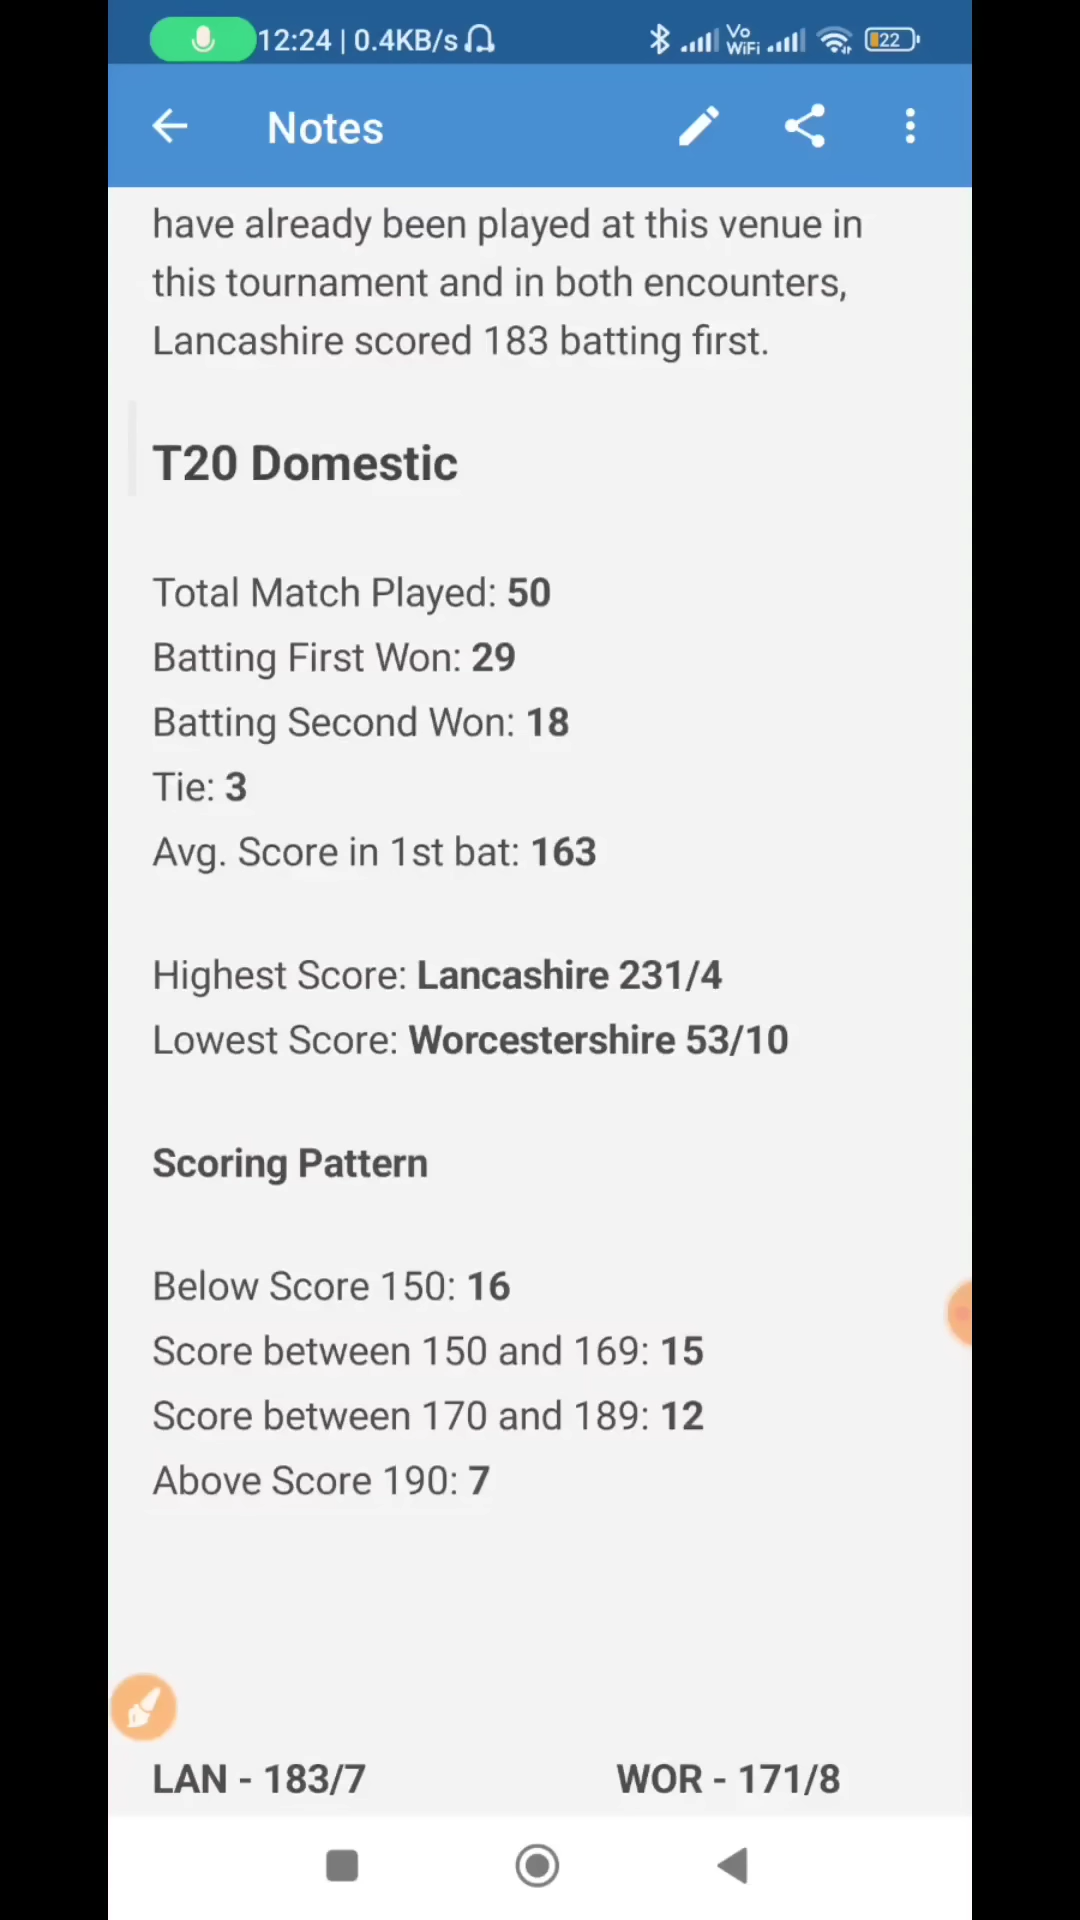 12:24 | 0.4KB/s Vo WiFi 22
Notes
have already been played at this venue in
this tournament and in both encounters,
Lancashire scored 183 batting first.
T20 Domestic
Total Match Played: 50
Batting First Won: 29
Batting Second Won: 18
Tie: 3
Avg. Score in 1st bat: 163
Highest Score: Lancashire 231/4
Lowest Score: Worcestershire 53/10
Scoring Pattern
Below Score 150: 16
Score between 150 and 169: 15
Score between 170 and 189: 12
Above Score 190: 7
LAN - 183/7 WOR - 171/8